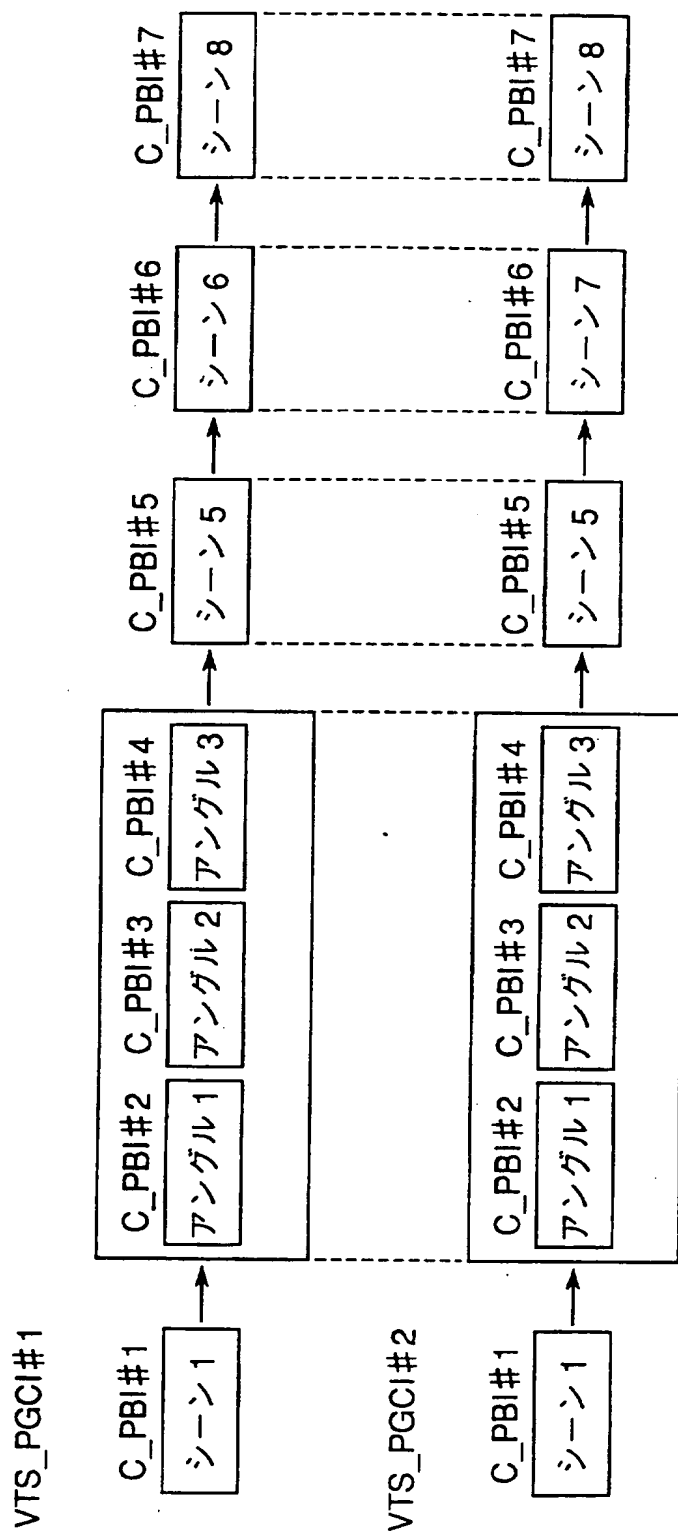 VTS_PGCI#1
C_PBI#1
シーン1
C_PBI#2
アングル1
C_PBI#3
アングル2
C_PBI#4
アングル3
C_PBI#5
シーン5
C_PBI#6
シーン6
C_PBI#7
シーン8
VTS_PGCI#2
C_PBI#1
シーン1
C_PBI#2
アングル1
C_PBI#3
アングル2
C_PBI#4
アングル3
C_PBI#5
シーン5
C_PBI#6
シーン7
C_PBI#7
シーン8